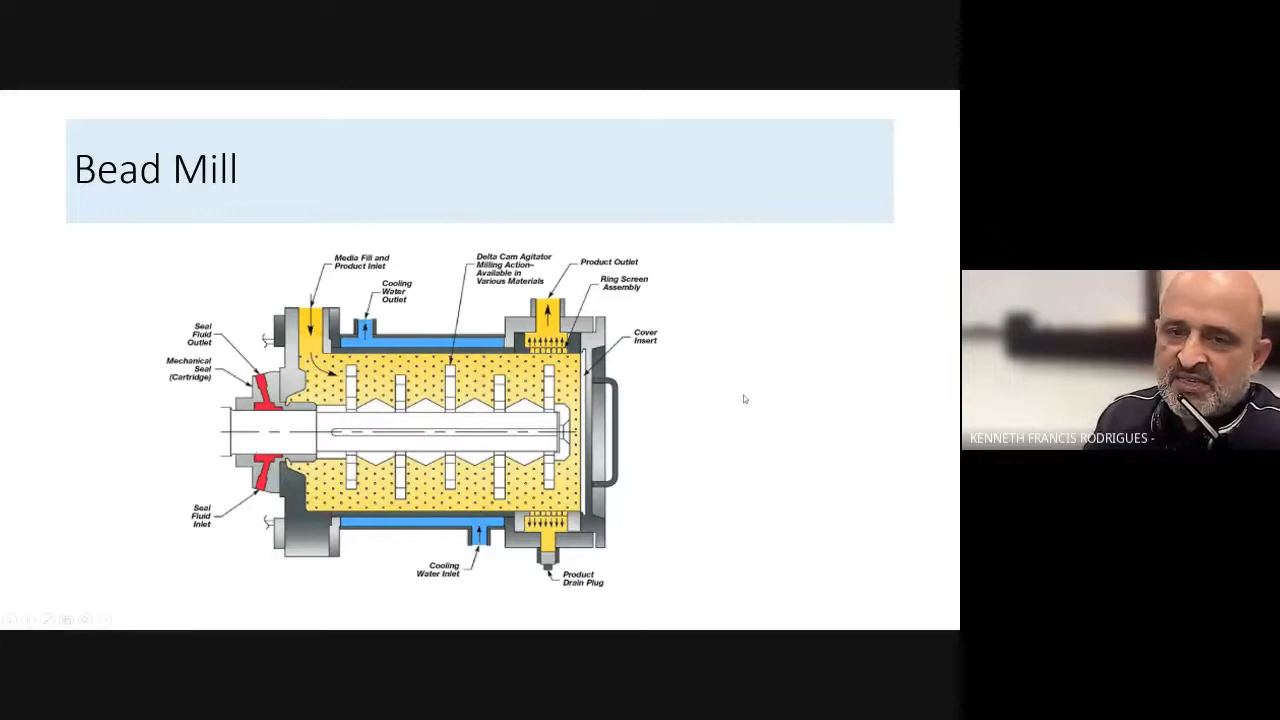 Bead Mill
Media Fill and
Product Inlet
Cooling
Water
Outlet
Delta Cam Agitator
Milling Action–
Available in
Various Materials
Product Outlet
Ring Screen
Assembly
Seal
Fluid
Outlet
Cover
Insert
Mechanical
Seal
(Cartridge)
Seal
Fluid
Inlet
Cooling
Water Inlet
Product
Drain Plug
KENNETH FRANCIS RODRIGUES -